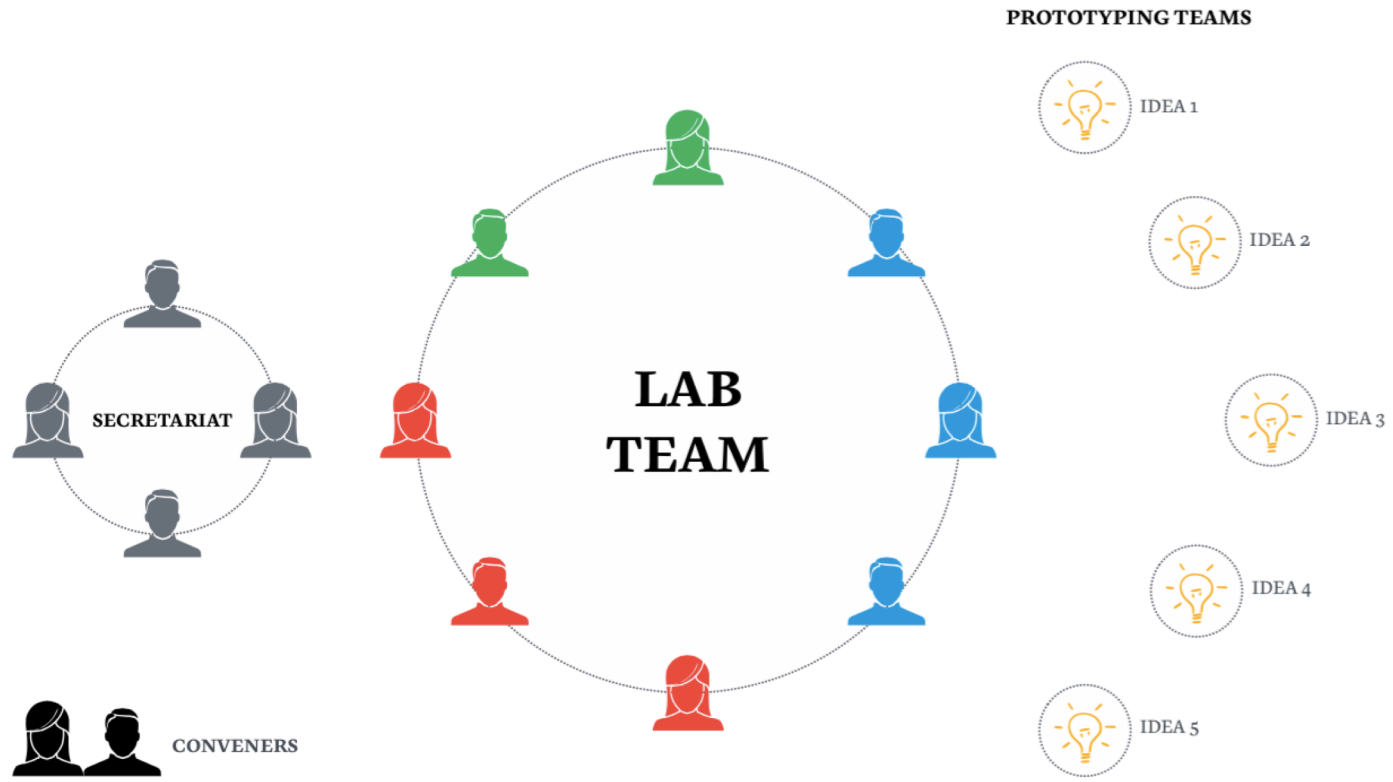 PROTOTYPING TEAMS
IDEA 1
IDEA 2
LAB
TEAM
SECRETARIAT
IDEA 3
IDEA 4
IDEA 5
CONVENERS